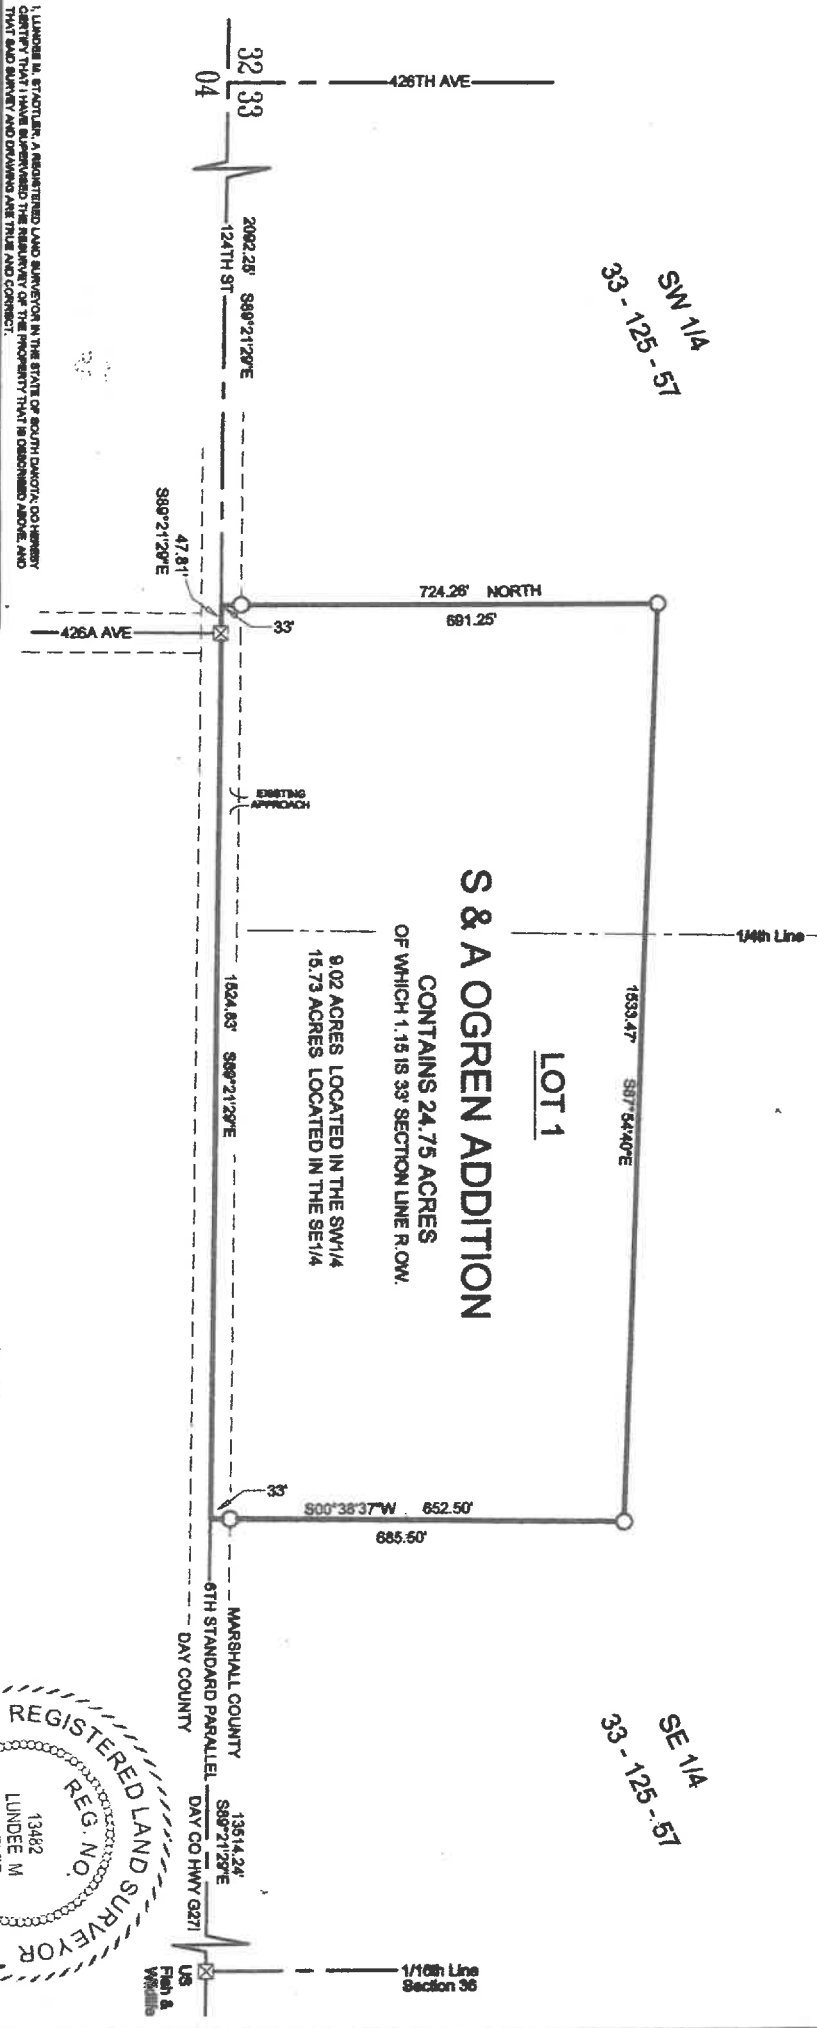 SW 1/4
33 - 125 - 57
SE 1/4
33 - 125 - 57
1/4th Line
426TH AVE
32 33
04
2092.25' S89°21'29"E
124TH ST
47.81'
S89°21'29"E
426A AVE
33'
724.26' NORTH
691.25'
1533.47' S87°54'40"E
LOT 1
S & A OGREN ADDITION
CONTAINS 24.75 ACRES
OF WHICH 1.15 IS 33' SECTION LINE R.O.W.
9.02 ACRES LOCATED IN THE SW1/4
15.73 ACRES LOCATED IN THE SE1/4
EXISTING
APPROACH
1524.83' S89°21'29"E
33'
S00°38'37"W 652.50'
685.50'
MARSHALL COUNTY
6TH STANDARD PARALLEL
DAY COUNTY
13514.24'
S89°21'29"E
DAY CO HWY G27I
1/16th Line
Section 36
US
Fish &
Wildlife
I, LUNDEE M. STADTLER, A REGISTERED LAND SURVEYOR IN THE STATE OF SOUTH DAKOTA; DO HEREBY
CERTIFY THAT I HAVE SUPERVISED THE RESURVEY OF THE PROPERTY THAT IS DESCRIBED ABOVE, AND
THAT SAID SURVEY AND DRAWING ARE TRUE AND CORRECT.
REGISTERED LAND SURVEYOR
REG. NO.
13482
LUNDEE M